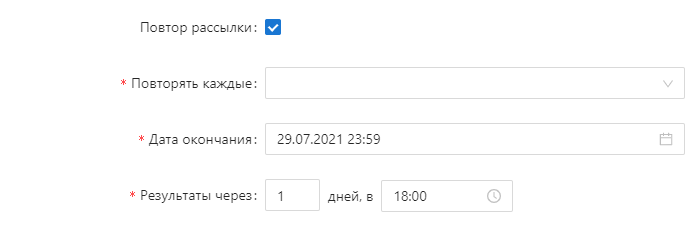 Повтор рассылки:
* Повторять каждые:
* Дата окончания: 29.07.2021 23:59
* Результаты через: 1 дней, в 18:00